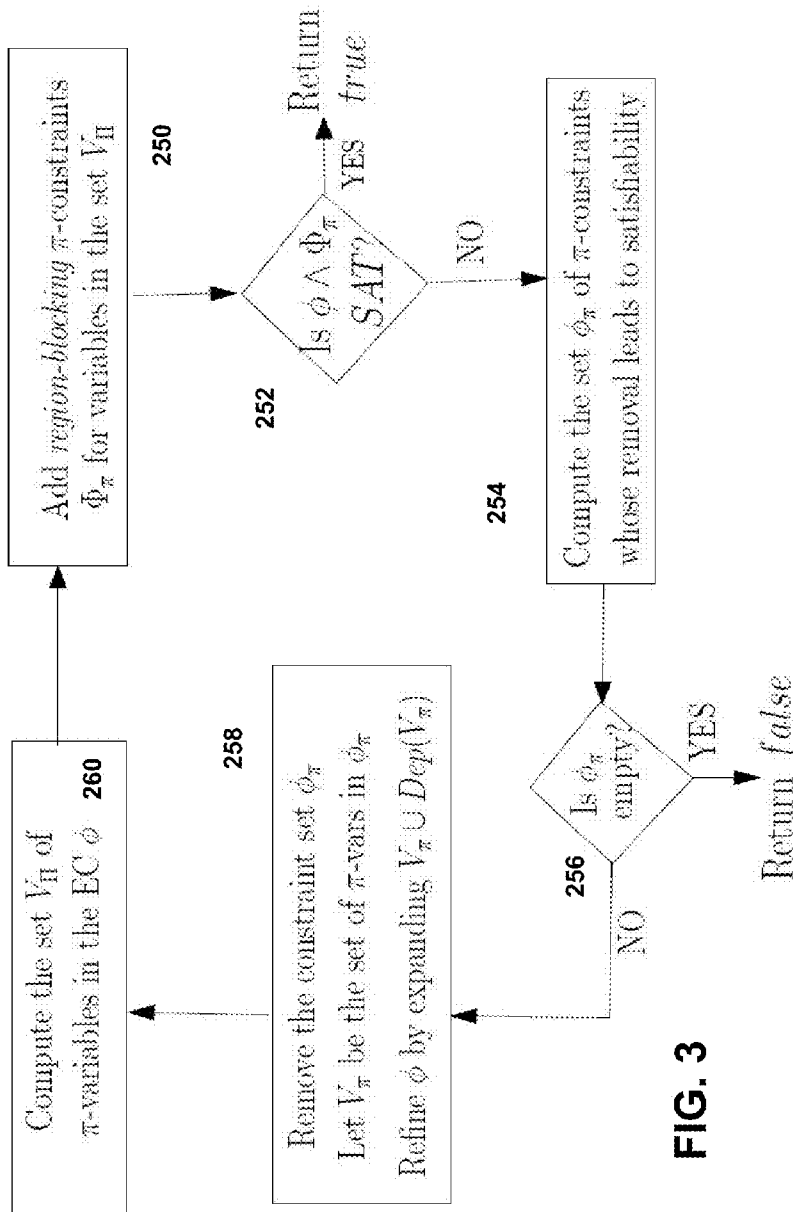 Compute the set V_Π of
π-variables in the EC ϕ
260
Add region-blocking π-constraints
Φ_π for variables in the set V_Π
250
Is ϕ ∧ Φ_π
SAT?
252
YES
Return
true
NO
Compute the set ϕ_π of π-constraints
whose removal leads to satisfiability
254
Is ϕ_π
empty?
256
YES
Return false
NO
Remove the constraint set ϕ_π
Let V_π be the set of π-vars in ϕ_π
Refine ϕ by expanding V_π ∪ Dep(V_π)
258
FIG. 3